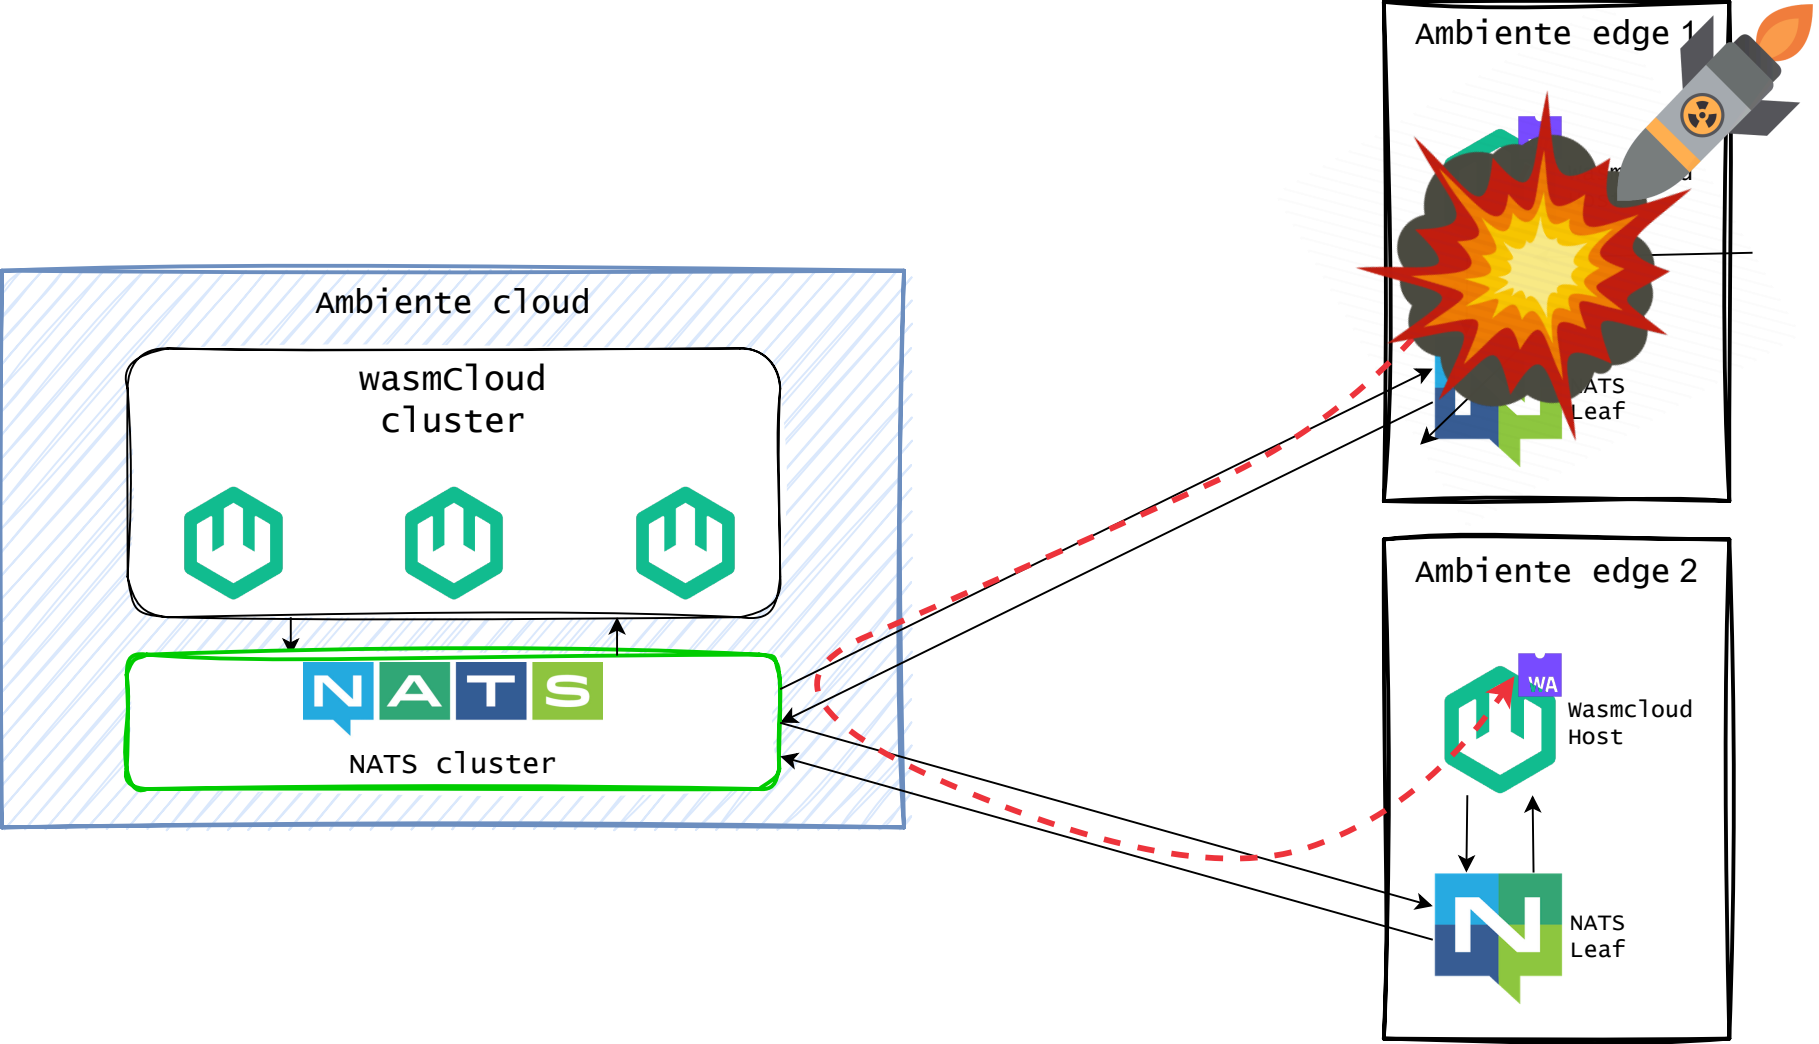 Ambiente edge 1
Ambiente cloud
wasmCloud
cluster
NATS
NATS cluster
Leaf
Ambiente edge 2
WA
Wasmcloud
Host
N
NATS
Leaf